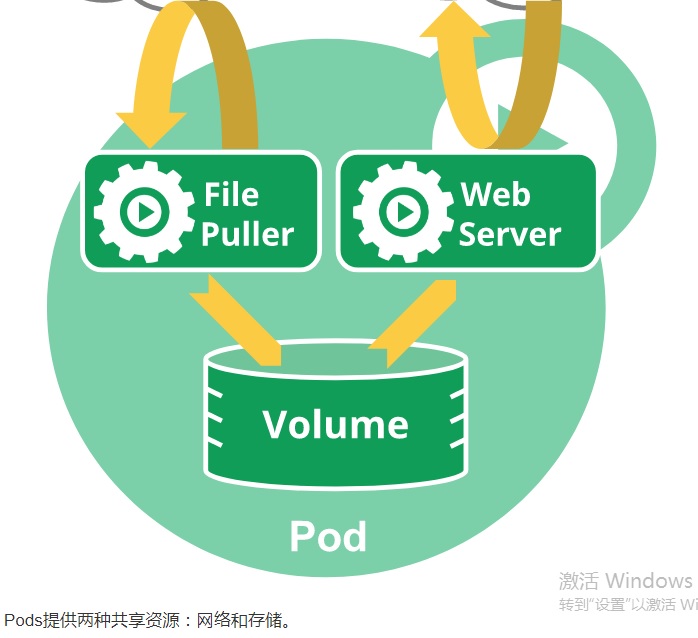 File
Puller
Web
Server
Volume
Pod
激活 Windows
转到"设置"以激活 Wi
Pods提供两种共享资源：网络和存储。